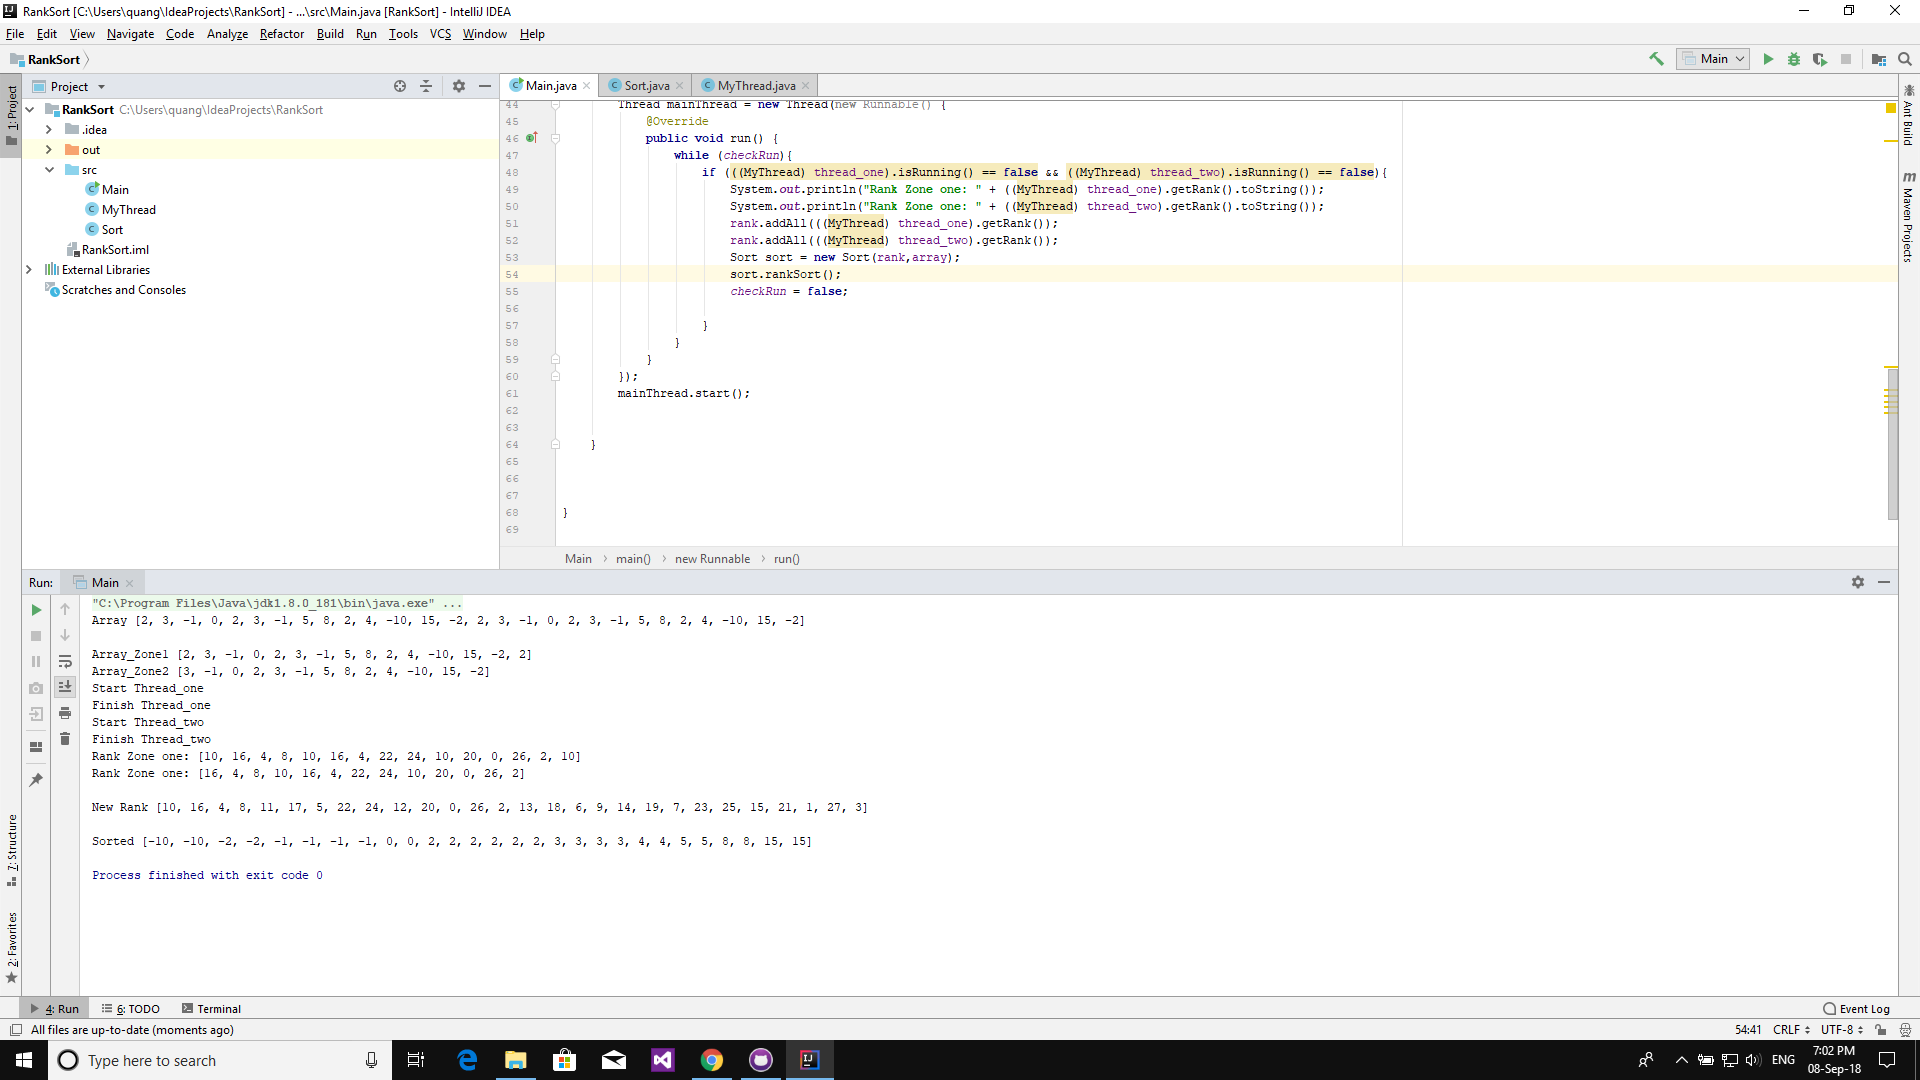 RankSort [C:\Users\quang\IdeaProjects\RankSort] - ...\src\Main.java [RankSort] - IntelliJ IDEA
File Edit View Navigate Code Analyze Refactor Build Run Tools VCS Window Help
RankSort
Main
Project
Main.java
Sort.java
MyThread.java
1: Project
RankSort C:\Users\quang\IdeaProjects\RankSort
.idea
out
src
Main
MyThread
Sort
RankSort.iml
External Libraries
Scratches and Consoles
44 Thread mainThread = new Thread(new Runnable() {
45 @Override
46 public void run() {
47 while (checkRun){
48 if (((MyThread) thread_one).isRunning() == false && ((MyThread) thread_two).isRunning() == false){
49 System.out.println("Rank Zone one: " + ((MyThread) thread_one).getRank().toString());
50 System.out.println("Rank Zone one: " + ((MyThread) thread_two).getRank().toString());
51 rank.addAll(((MyThread) thread_one).getRank());
52 rank.addAll(((MyThread) thread_two).getRank());
53 Sort sort = new Sort(rank,array);
54 sort.rankSort();
55 checkRun = false;
56
57 }
58 }
59 }
60 });
61 mainThread.start();
62
63
64 }
65
66
67
68 }
69
Main main() new Runnable run()
Ant Build
m Maven Projects
Run: Main
"C:\Program Files\Java\jdk1.8.0_181\bin\java.exe" ...
Array [2, 3, -1, 0, 2, 3, -1, 5, 8, 2, 4, -10, 15, -2, 2, 3, -1, 0, 2, 3, -1, 5, 8, 2, 4, -10, 15, -2]
Array_Zone1 [2, 3, -1, 0, 2, 3, -1, 5, 8, 2, 4, -10, 15, -2, 2]
Array_Zone2 [3, -1, 0, 2, 3, -1, 5, 8, 2, 4, -10, 15, -2]
Start Thread_one
Finish Thread_one
Start Thread_two
Finish Thread_two
Rank Zone one: [10, 16, 4, 8, 10, 16, 4, 22, 24, 10, 20, 0, 26, 2, 10]
Rank Zone one: [16, 4, 8, 10, 16, 4, 22, 24, 10, 20, 0, 26, 2]
New Rank [10, 16, 4, 8, 11, 17, 5, 22, 24, 12, 20, 0, 26, 2, 13, 18, 6, 9, 14, 19, 7, 23, 25, 15, 21, 1, 27, 3]
Sorted [-10, -10, -2, -2, -1, -1, -1, -1, 0, 0, 2, 2, 2, 2, 2, 2, 3, 3, 3, 3, 4, 4, 5, 5, 8, 8, 15, 15]
Process finished with exit code 0
7: Structure
2: Favorites
4: Run 6: TODO Terminal
Event Log
All files are up-to-date (moments ago)
54:41 CRLF UTF-8
Type here to search
ENG
7:02 PM
08-Sep-18